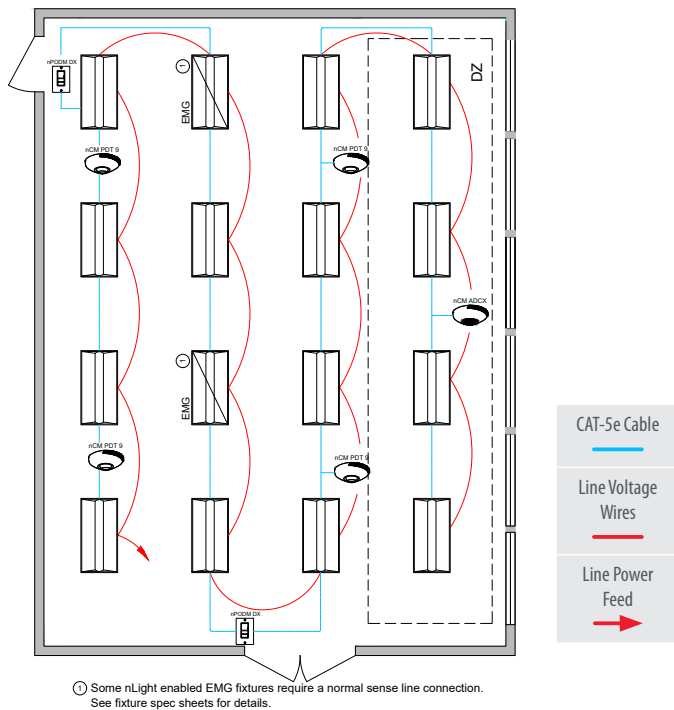 nPODM DX
①
EMG
DZ
nCM PDT 9
nCM PDT 9
nCM ADCX
①
EMG
nCM PDT 9
nCM PDT 9
nPODM DX
CAT-5e Cable
Line Voltage
Wires
Line Power
Feed
① Some nLight enabled EMG fixtures require a normal sense line connection.
See fixture spec sheets for details.